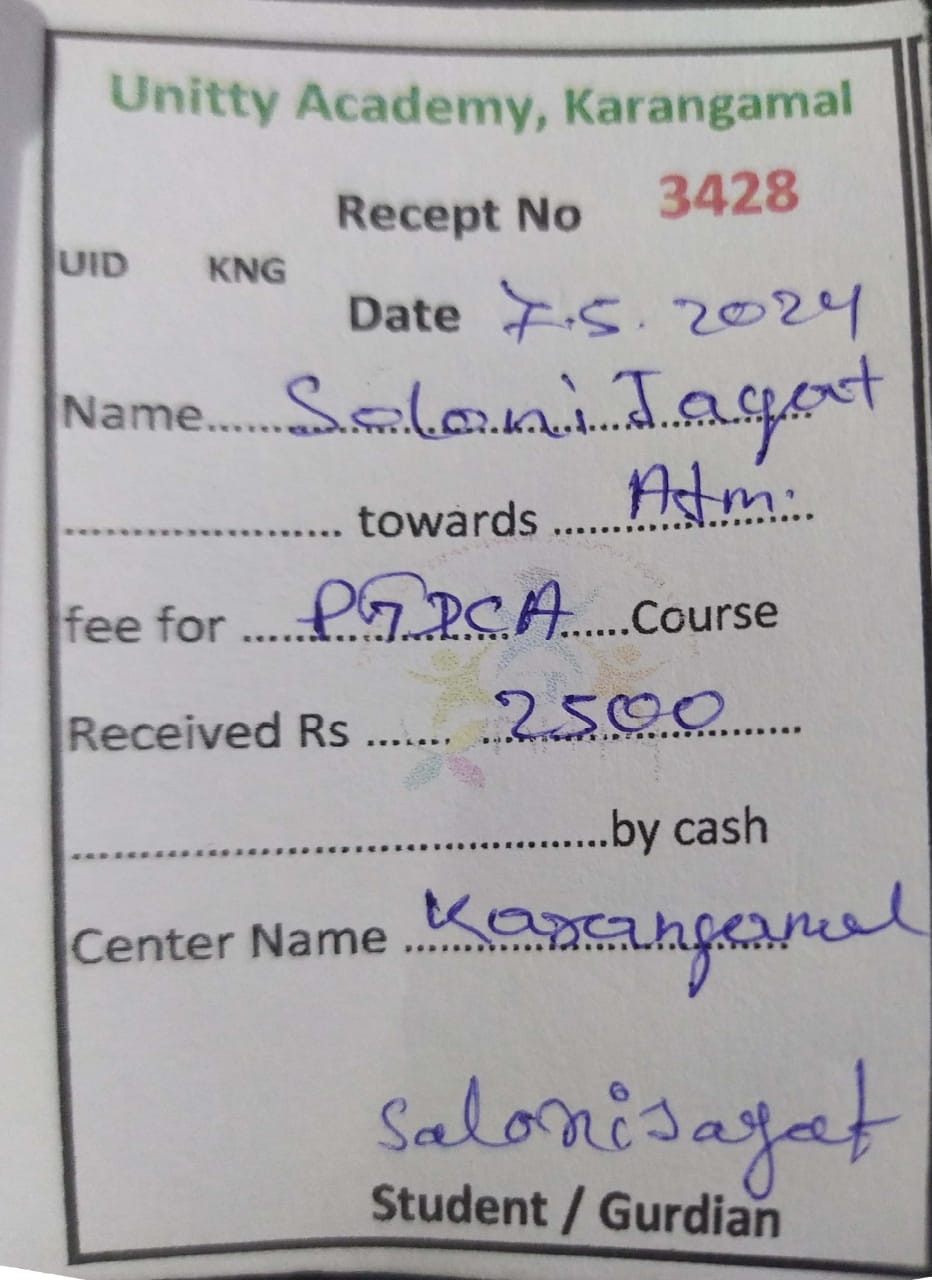 Unitty Academy, Karangamal
Recept No 3428
UID KNG
Date 7.5.2024
Name...... Soloni Jagat
.................... towards ........ Adm. ..
fee for ..... PGDCA ......Course
Received Rs ....... 2500 .......
........................................by cash
Center Name ..... Karangamal
Saloni Jagat
Student / Gurdian